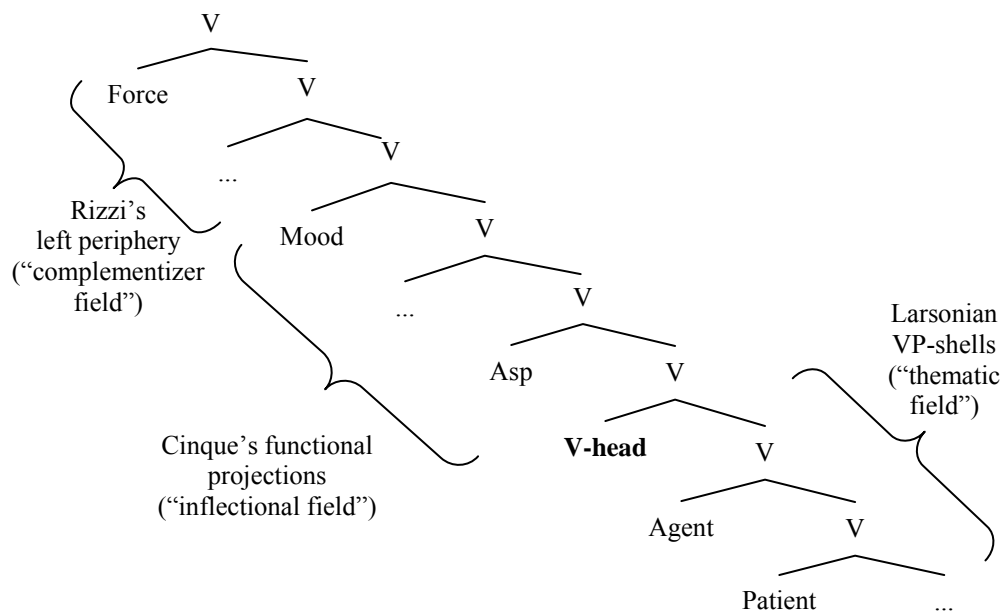 V
Force
V
...
V
Rizzi’s
left periphery
(“complementizer
field”)
Mood
V
...
V
Larsonian
VP-shells
(“thematic
field”)
Asp
V
Cinque’s functional
projections
(“inflectional field”)
V-head
V
Agent
V
Patient
...